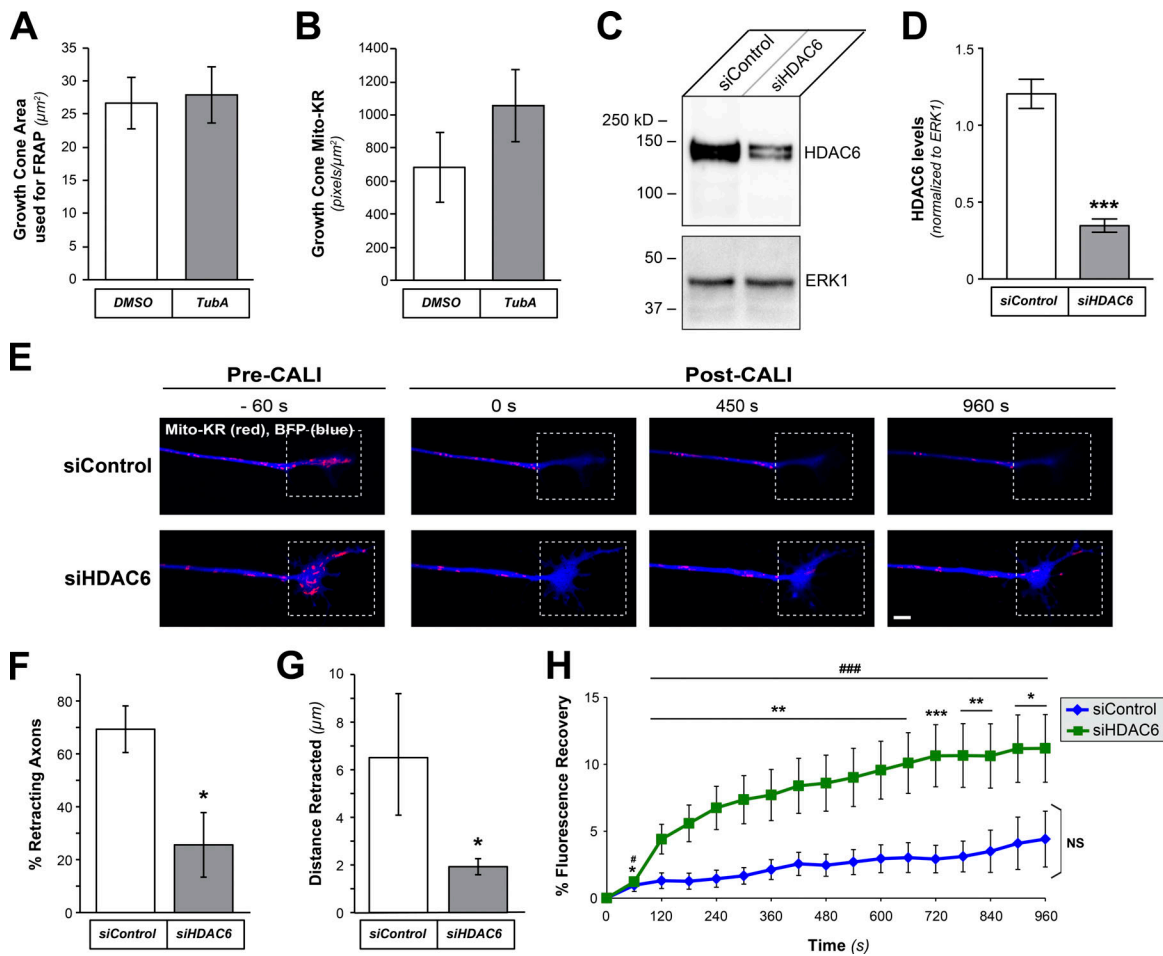 A
Growth Cone Area
used for FRAP (μm²)
35
30
25
20
15
10
5
0
DMSO TubA
B
Growth Cone Mito-KR
(pixels/μm²)
1400
1200
1000
800
600
400
200
0
DMSO TubA
C
siControl siHDAC6
250 kD –
150 –
100 –
HDAC6
50 –
37 –
ERK1
D
HDAC6 levels
(normalized to ERK1)
1.5
1.0
0.5
0
***
siControl siHDAC6
E
Pre-CALI Post-CALI
- 60 s 0 s 450 s 960 s
Mito-KR (red), BFP (blue)
siControl
siHDAC6
F
% Retracting Axons
80
70
60
50
40
30
20
10
0
*
siControl siHDAC6
G
Distance Retracted (μm)
10
8
6
4
2
0
*
siControl siHDAC6
H
% Fluorescence Recovery
15
10
5
0
###
** *** ** *
#
*
siControl
siHDAC6
NS
0 120 240 360 480 600 720 840 960
Time (s)